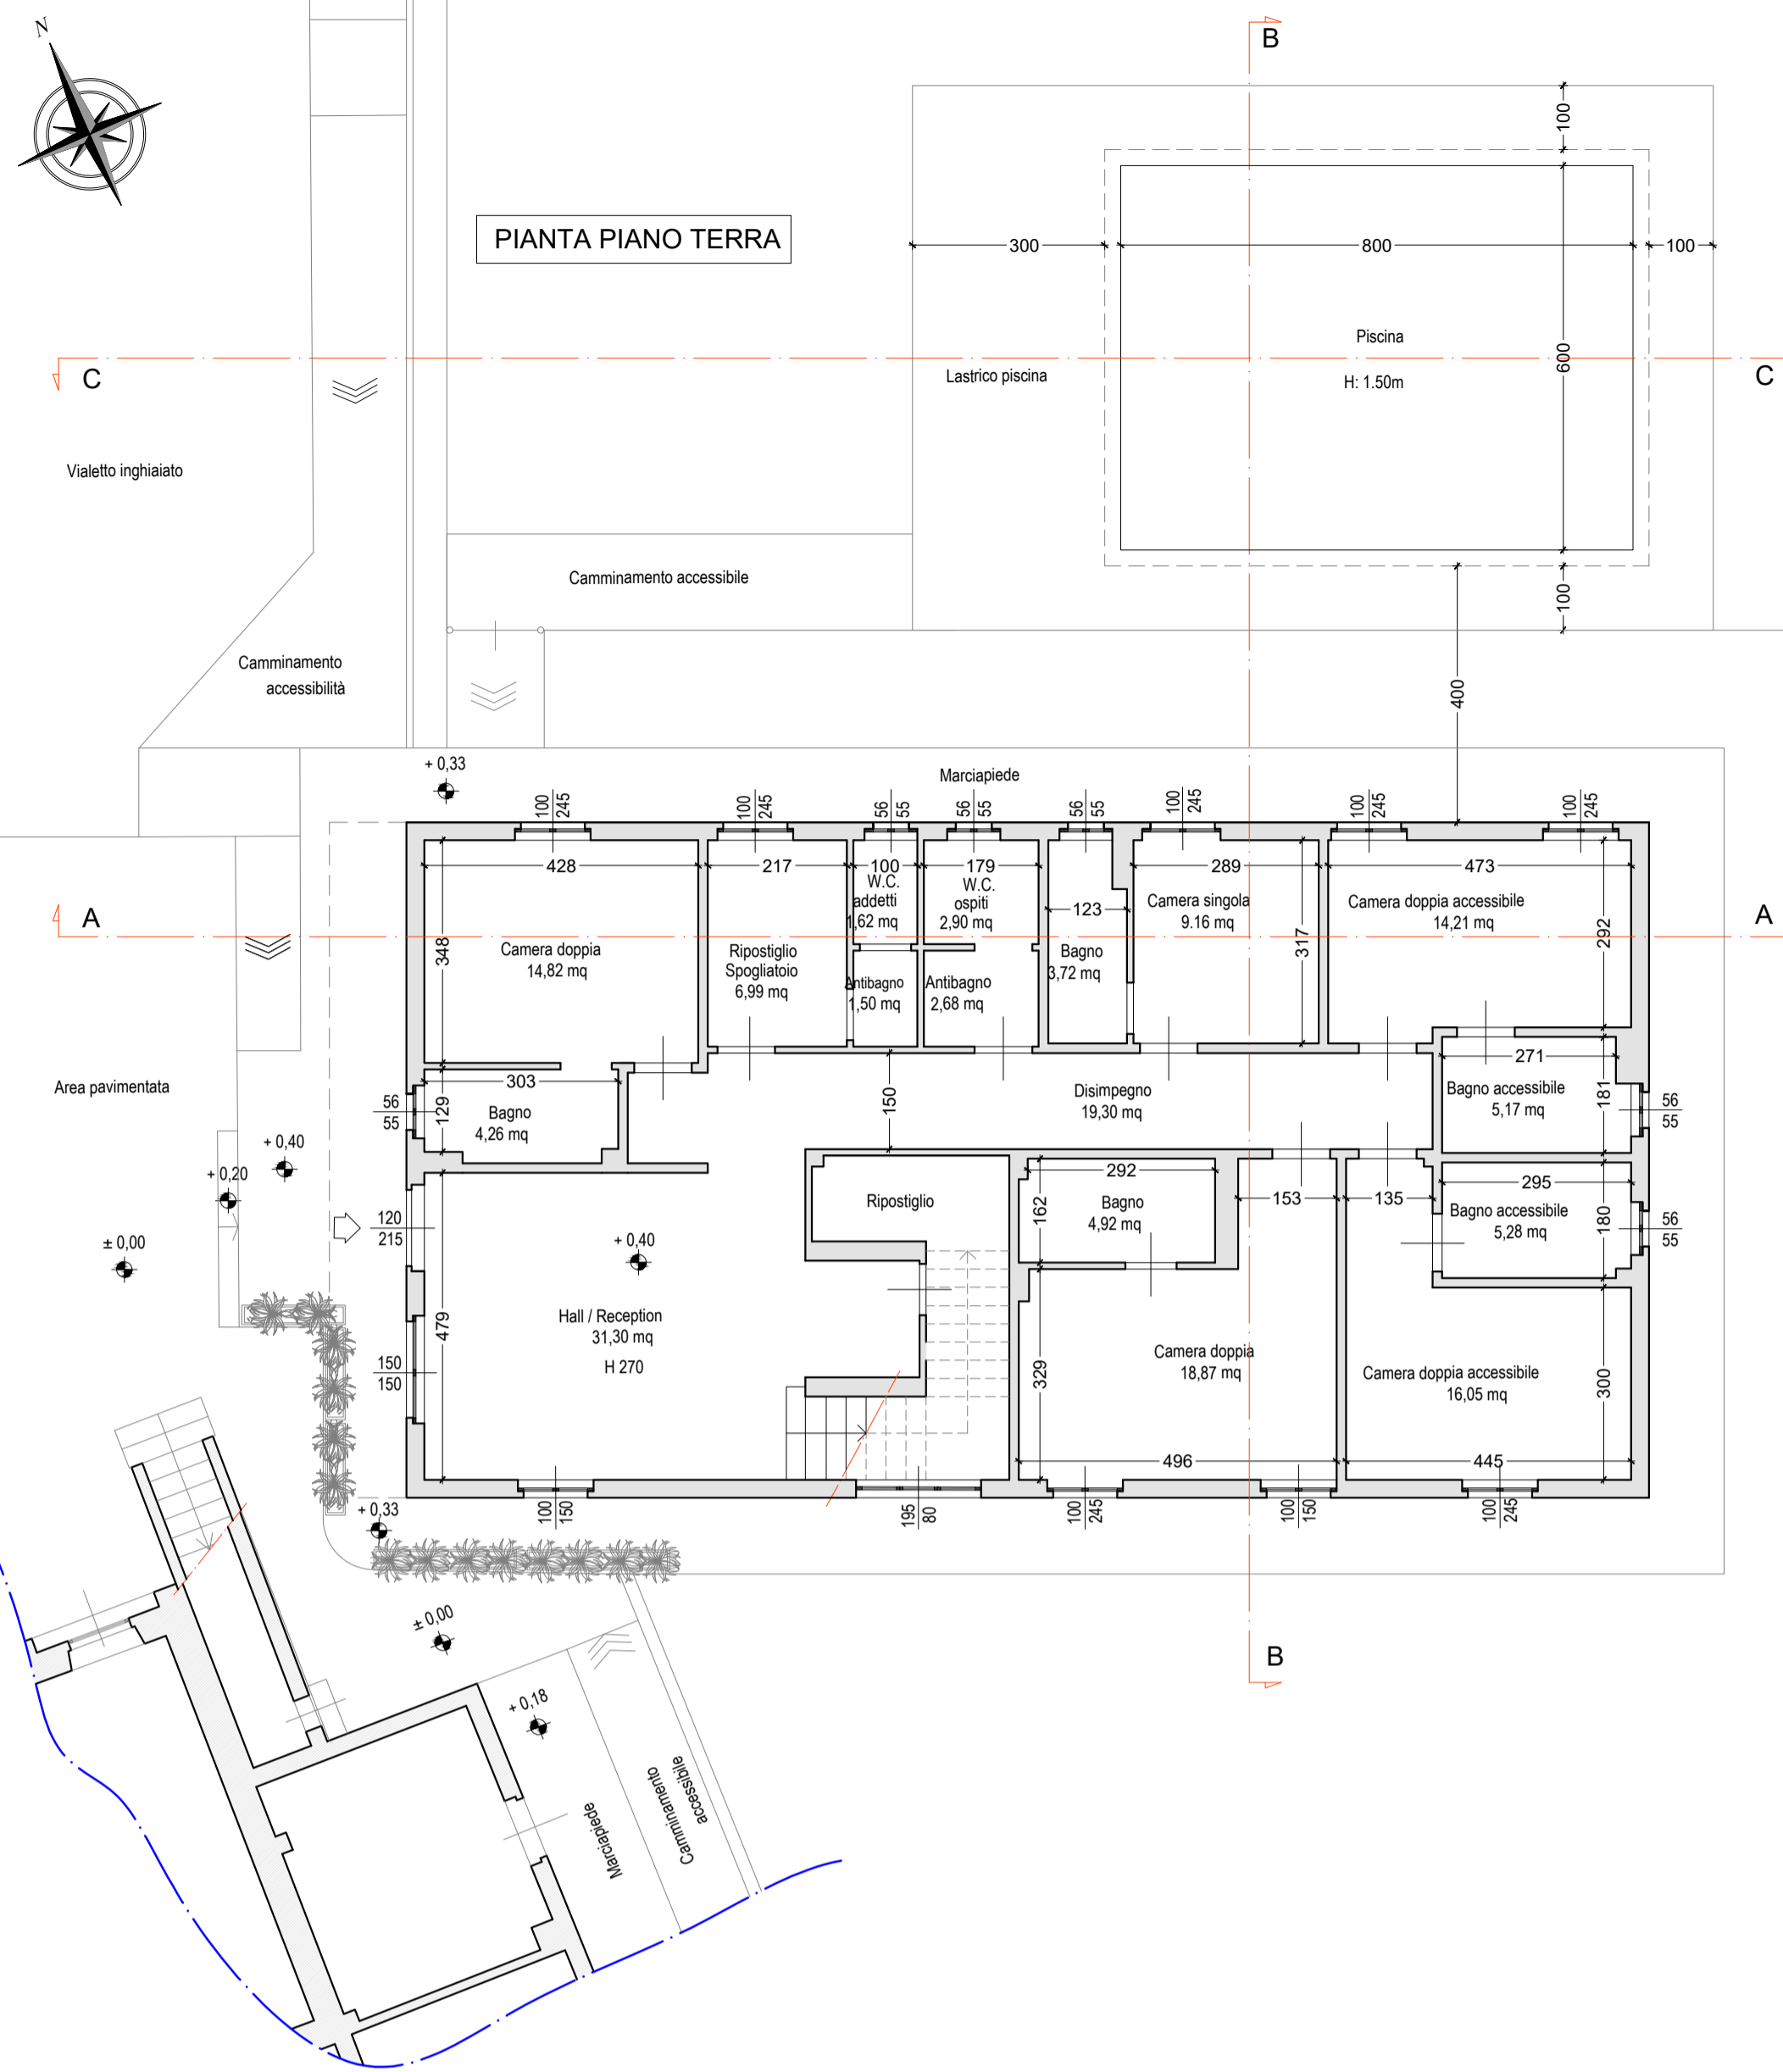 N
B
100
PIANTA PIANO TERRA
300
800
100
Piscina
600
H: 1.50m
C
Lastrico piscina
C
Vialetto inghiaiato
Camminamento accessibile
100
Camminamento
accessibilità
400
+ 0,33
Marciapiede
100
245
100
245
56
55
56
55
56
55
100
245
100
245
100
245
428
217
100
179
289
473
W.C.
addetti
1,62 mq
W.C.
ospiti
2,90 mq
123
Camera singola
9.16 mq
Camera doppia accessibile
14,21 mq
A
A
348
Camera doppia
14,82 mq
Ripostiglio
Spogliatoio
6,99 mq
Antibagno
1,50 mq
Antibagno
2,68 mq
Bagno
3,72 mq
317
292
271
Area pavimentata
303
129
Bagno
4,26 mq
56
55
150
Disimpegno
19,30 mq
Bagno accessibile
5,17 mq
181
56
55
+ 0,40
+ 0,20
± 0,00
120
215
+ 0,40
Ripostiglio
292
162
Bagno
4,92 mq
153
135
295
Bagno accessibile
5,28 mq
180
56
55
479
Hall / Reception
31,30 mq
H 270
150
150
329
Camera doppia
18,87 mq
Camera doppia accessibile
16,05 mq
300
496
445
+ 0,33
100
150
195
80
100
245
100
150
100
245
± 0,00
B
+ 0,18
Marciapiede
Camminamento
accessibile